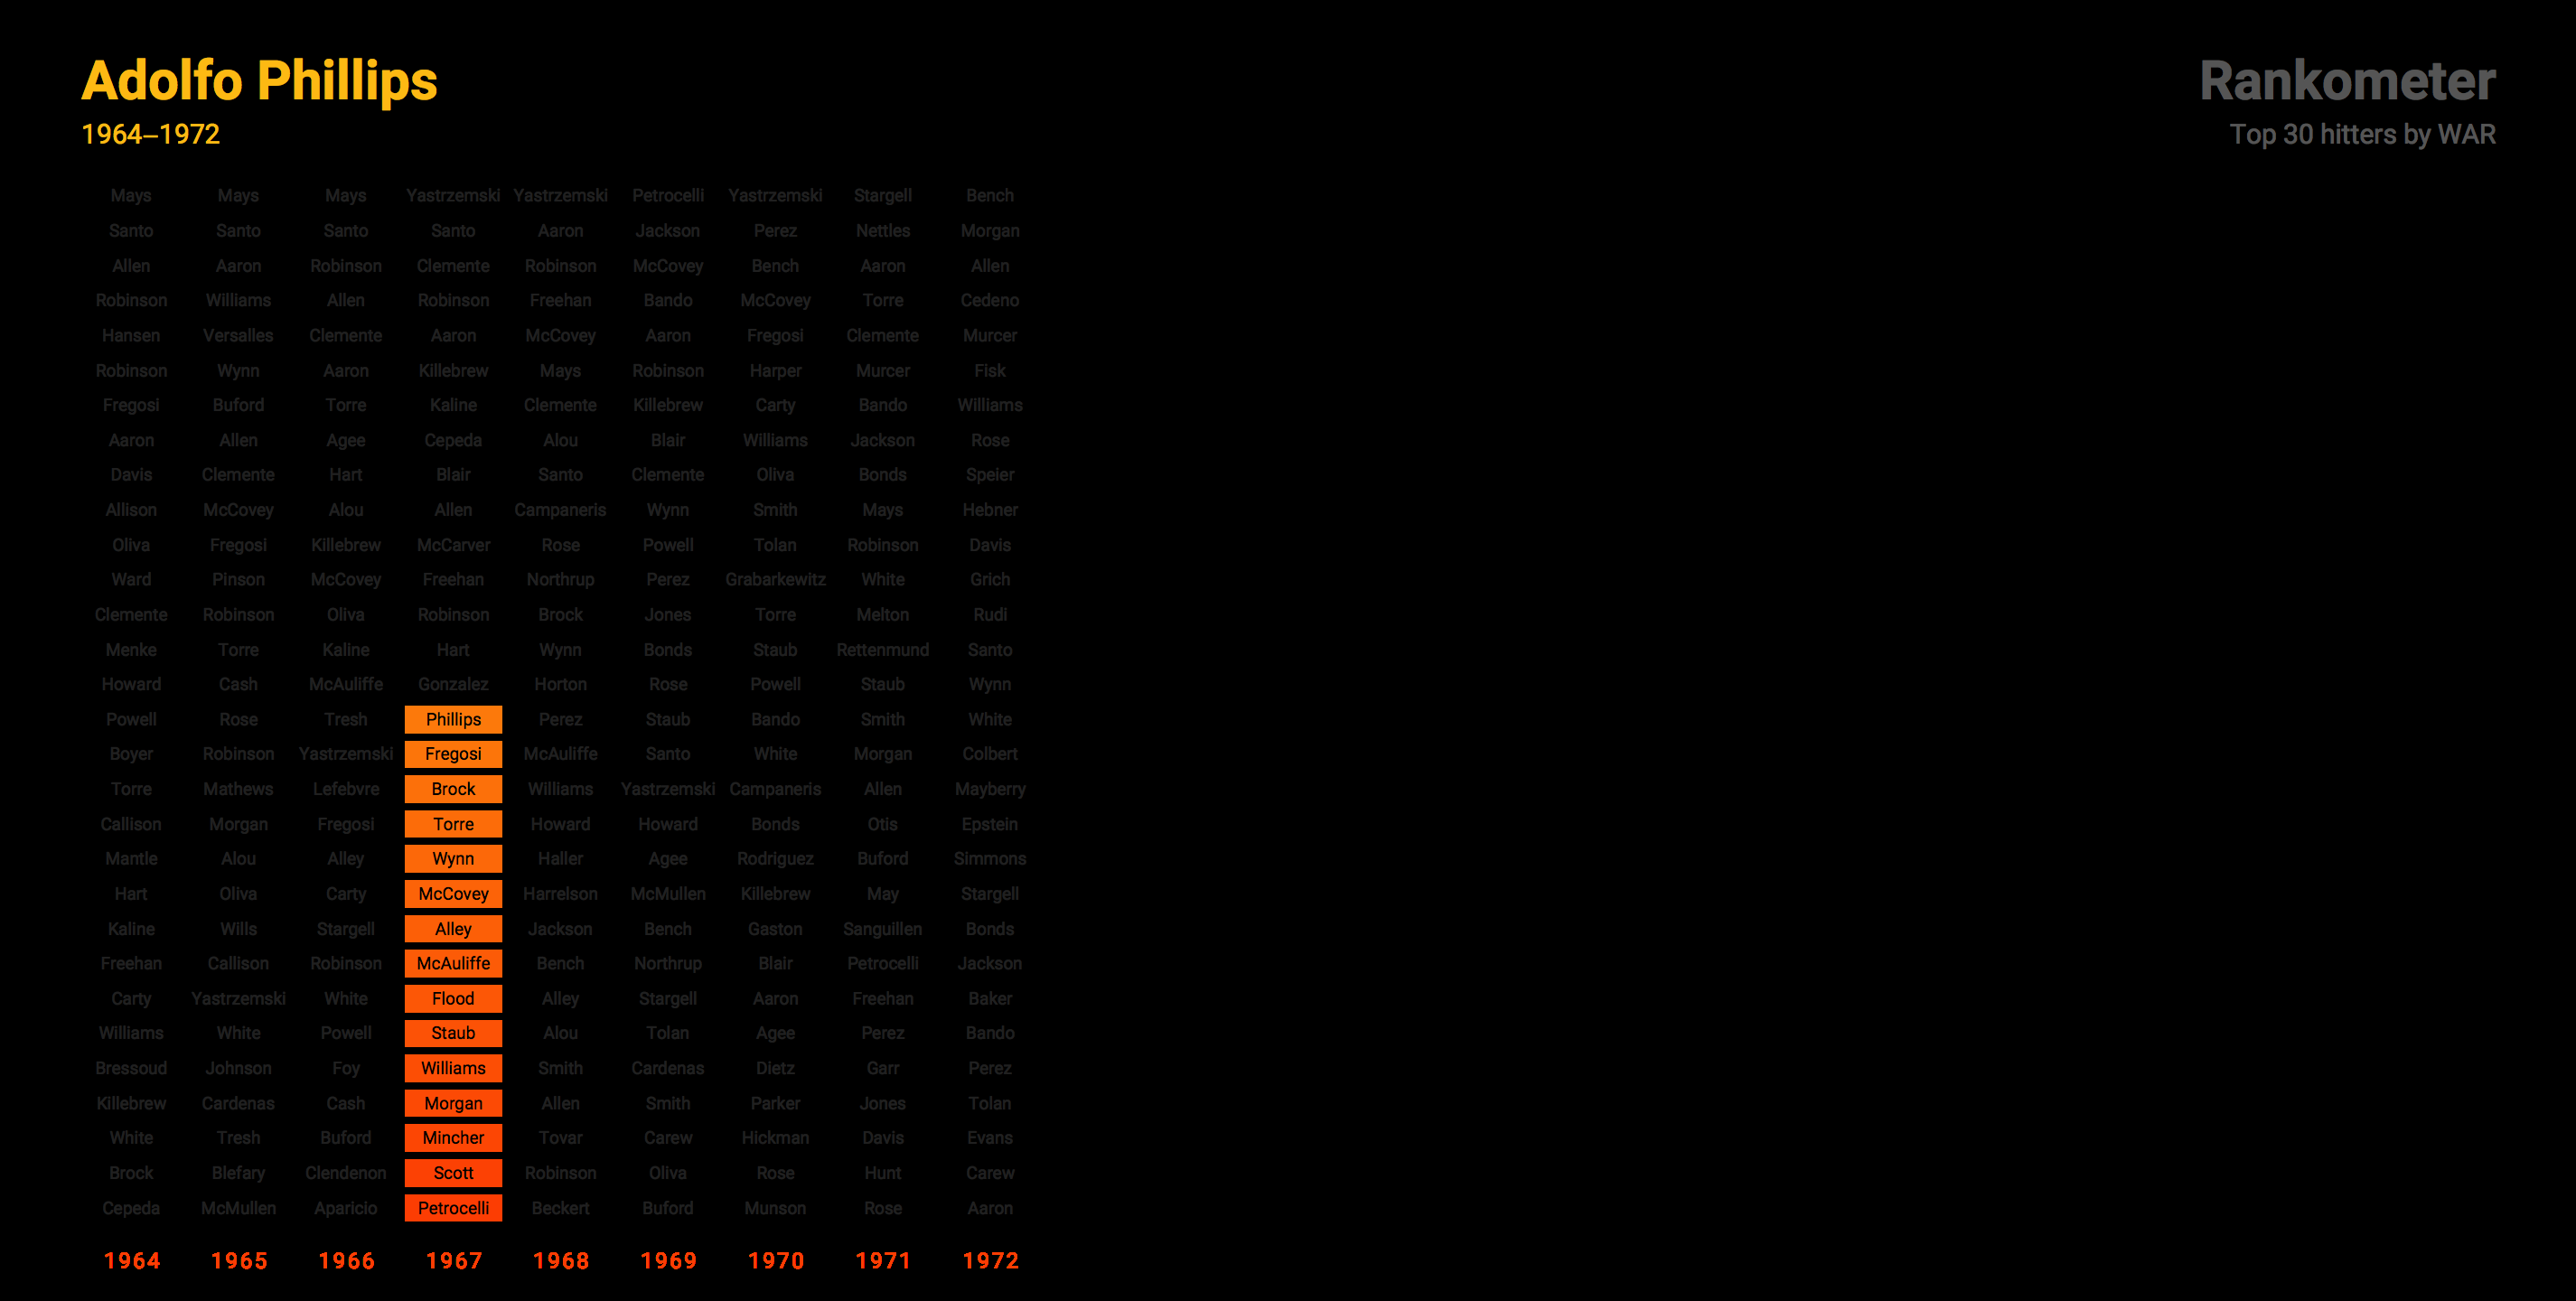 Adolfo Phillips
1964–1972
Rankometer
Top 30 hitters by WAR
Mays Mays Mays Yastrzemski Yastrzemski Petrocelli Yastrzemski Stargell Bench
Santo Santo Santo Santo Aaron Jackson Perez Nettles Morgan
Allen Aaron Robinson Clemente Robinson McCovey Bench Aaron Allen
Robinson Williams Allen Robinson Freehan Bando McCovey Torre Cedeno
Hansen Versalles Clemente Aaron McCovey Aaron Fregosi Clemente Murcer
Robinson Wynn Aaron Killebrew Mays Robinson Harper Murcer Fisk
Fregosi Buford Torre Kaline Clemente Killebrew Carty Bando Williams
Aaron Allen Agee Cepeda Alou Blair Williams Jackson Rose
Davis Clemente Hart Blair Santo Clemente Oliva Bonds Speier
Allison McCovey Alou Allen Campaneris Wynn Smith Mays Hebner
Oliva Fregosi Killebrew McCarver Rose Powell Tolan Robinson Davis
Ward Pinson McCovey Freehan Northrup Perez Grabarkewitz White Grich
Clemente Robinson Oliva Robinson Brock Jones Torre Melton Rudi
Menke Torre Kaline Hart Wynn Bonds Staub Rettenmund Santo
Howard Cash McAuliffe Gonzalez Horton Rose Powell Staub Wynn
Powell Rose Tresh Phillips Perez Staub Bando Smith White
Boyer Robinson Yastrzemski Fregosi McAuliffe Santo White Morgan Colbert
Torre Mathews Lefebvre Brock Williams Yastrzemski Campaneris Allen Mayberry
Callison Morgan Fregosi Torre Howard Howard Bonds Otis Epstein
Mantle Alou Alley Wynn Haller Agee Rodriguez Buford Simmons
Hart Oliva Carty McCovey Harrelson McMullen Killebrew May Stargell
Kaline Wills Stargell Alley Jackson Bench Gaston Sanguillen Bonds
Freehan Callison Robinson McAuliffe Bench Northrup Blair Petrocelli Jackson
Carty Yastrzemski White Flood Alley Stargell Aaron Freehan Baker
Williams White Powell Staub Alou Tolan Agee Perez Bando
Bressoud Johnson Foy Williams Smith Cardenas Dietz Garr Perez
Killebrew Cardenas Cash Morgan Allen Smith Parker Jones Tolan
White Tresh Buford Mincher Tovar Carew Hickman Davis Evans
Brock Blefary Clendenon Scott Robinson Oliva Rose Hunt Carew
Cepeda McMullen Aparicio Petrocelli Beckert Buford Munson Rose Aaron
1964 1965 1966 1967 1968 1969 1970 1971 1972